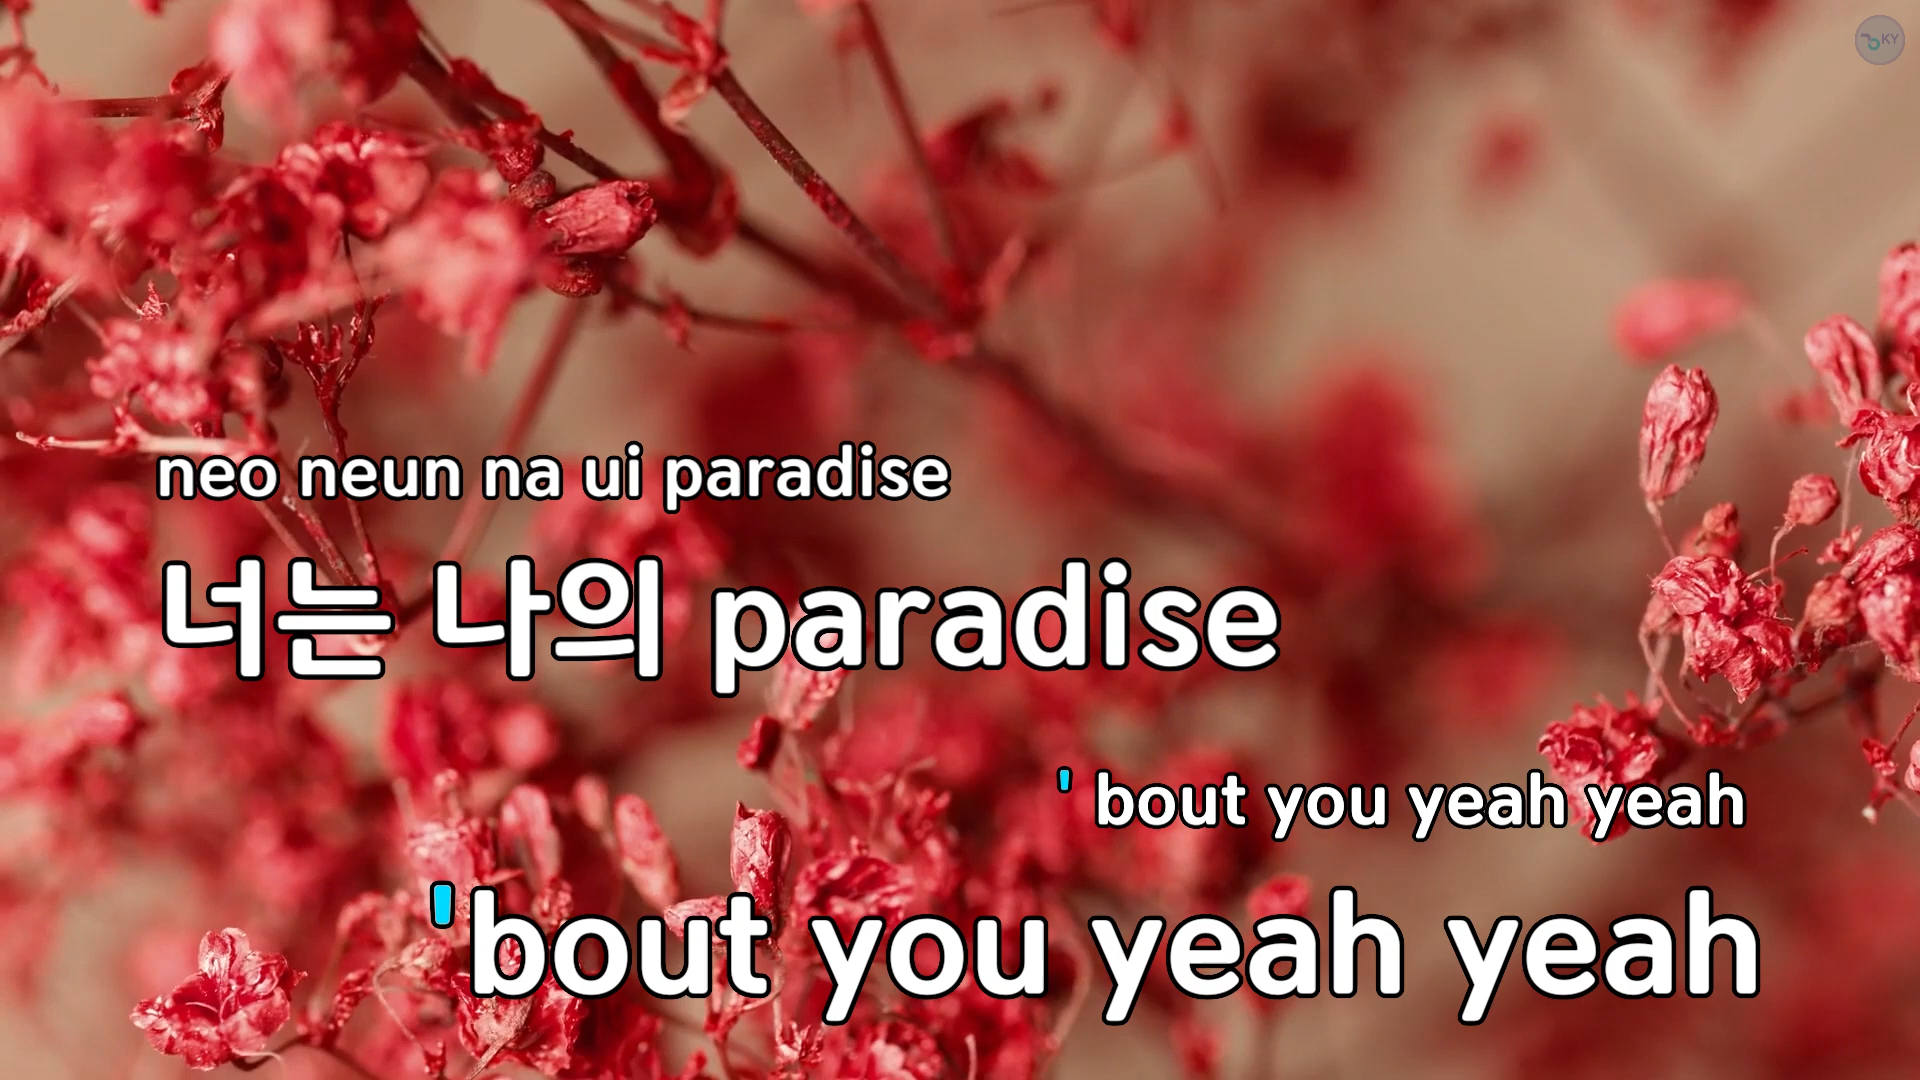 KY
neo neun na ui paradise
너는 나의 paradise
' bout you yeah yeah
'bout you yeah yeah